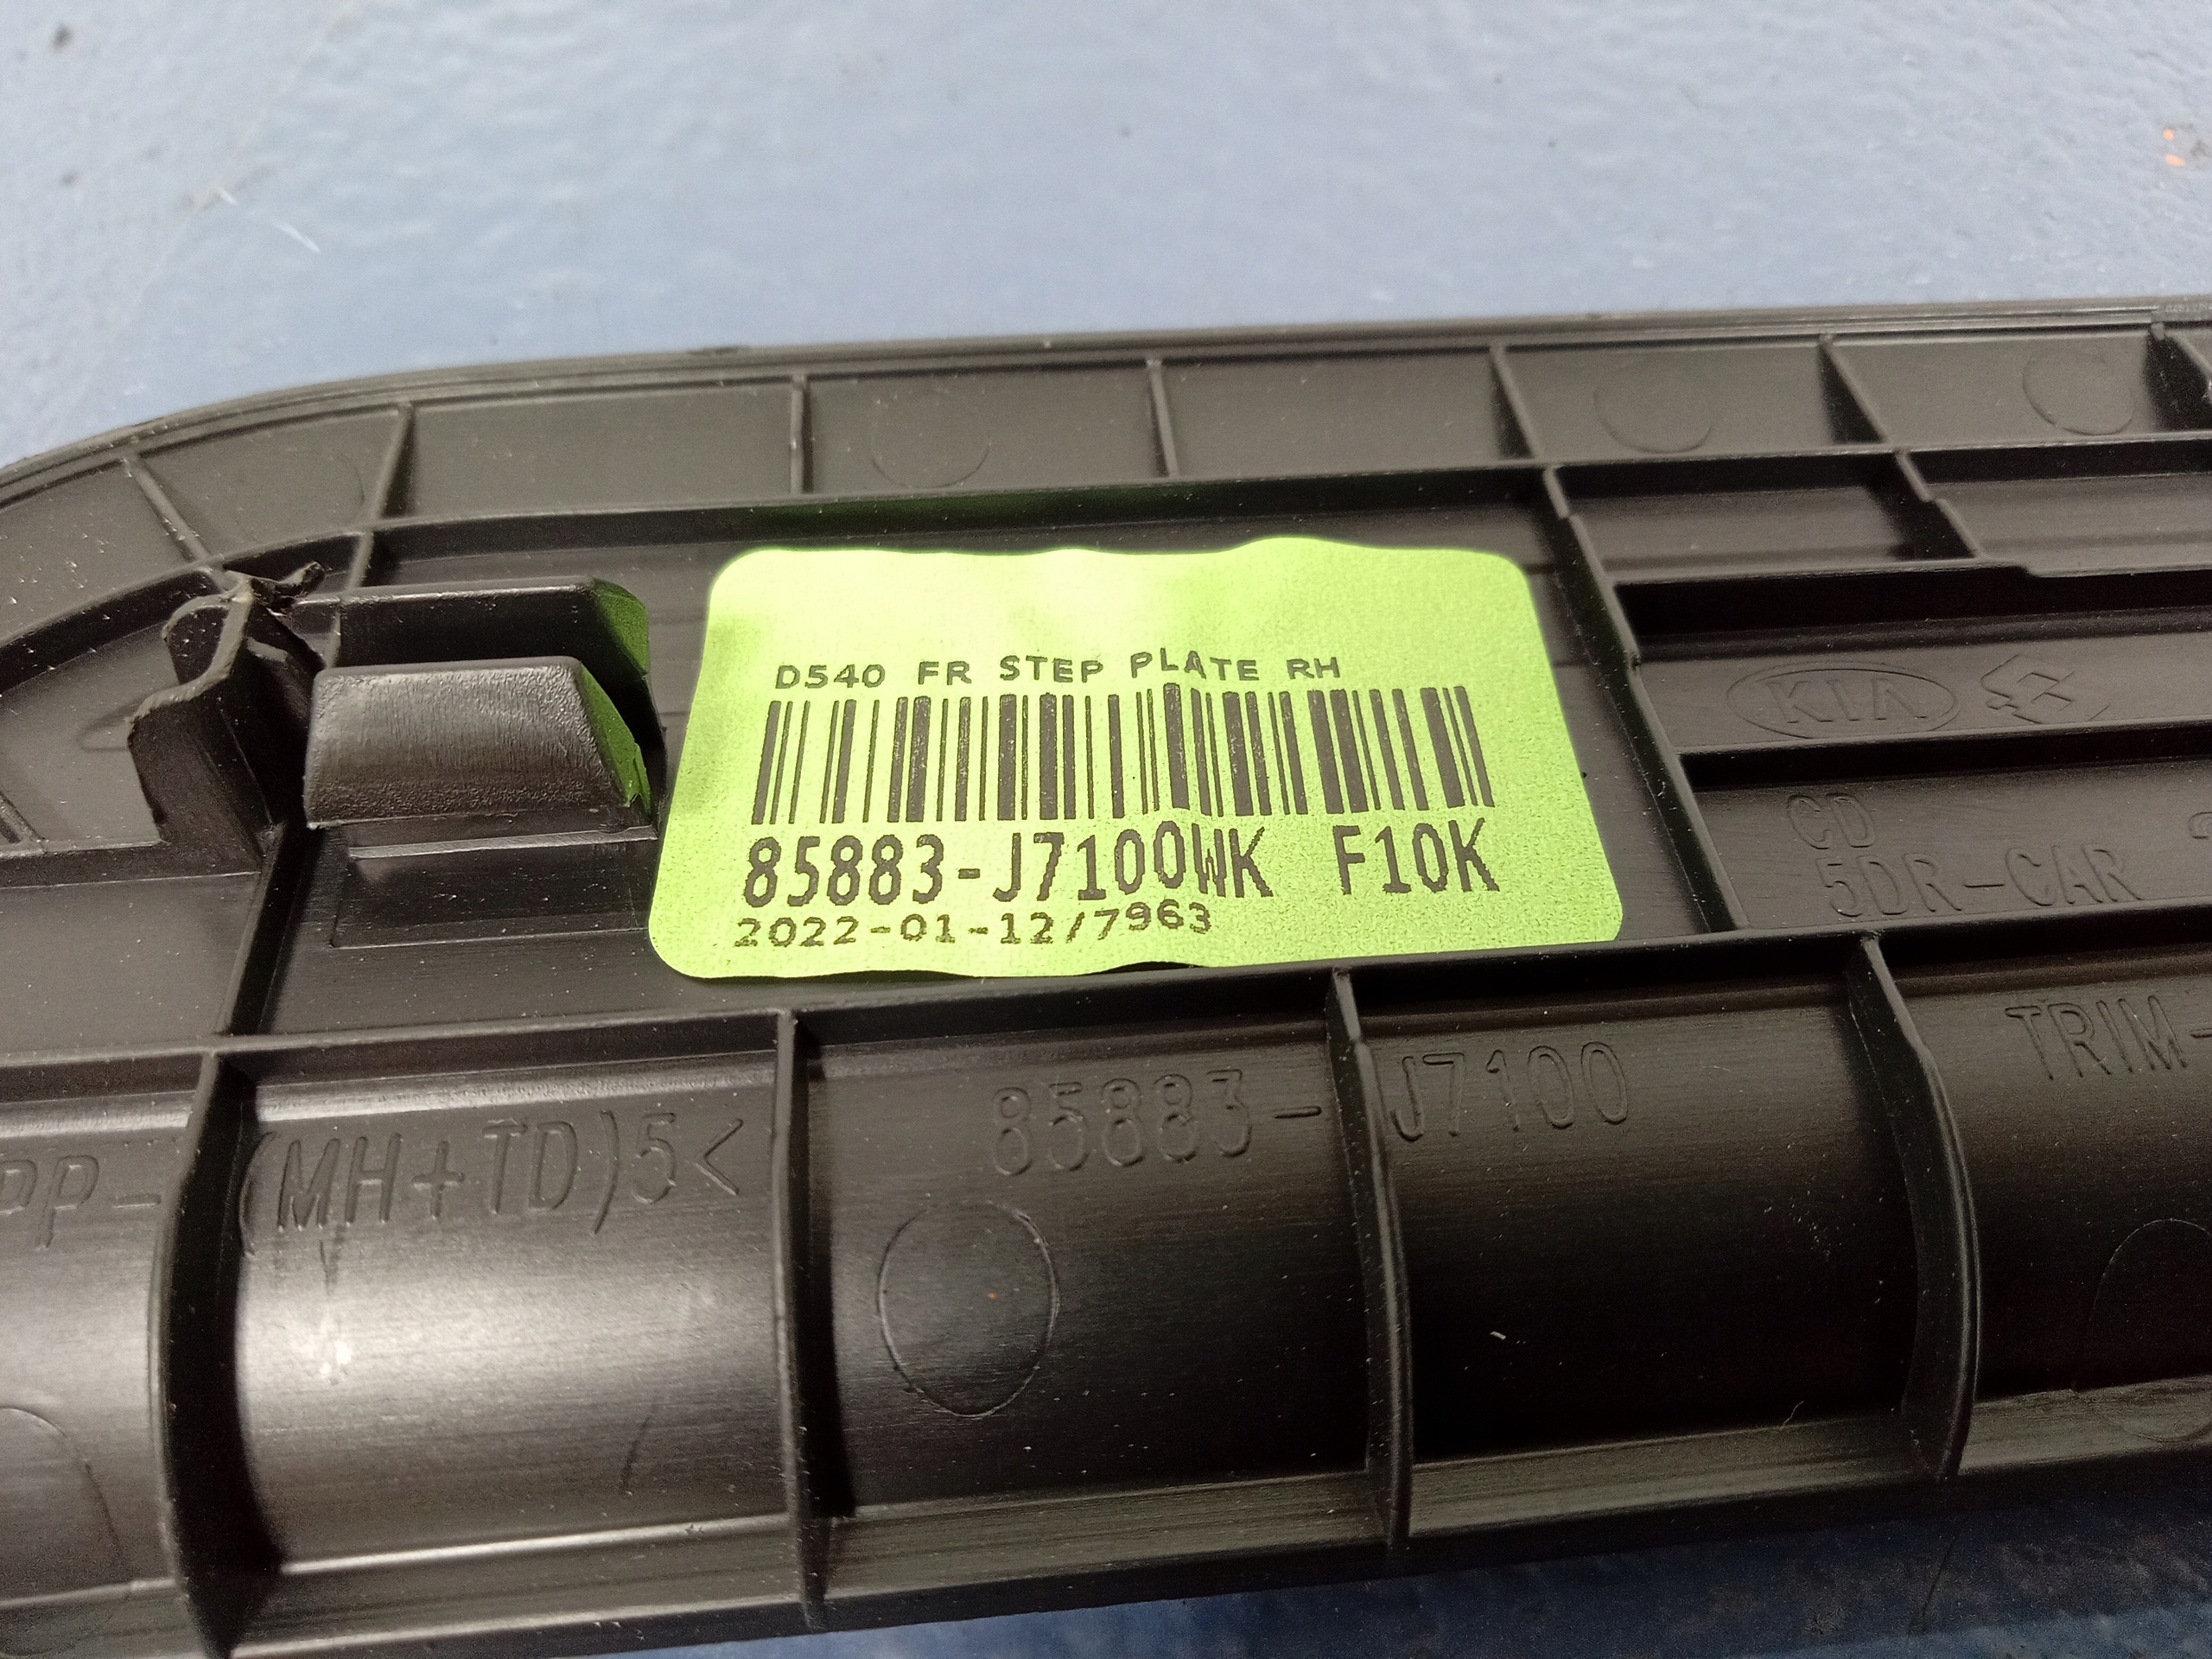 D540 FR STEP PLATE RH
85883-J7100WK F10K
2022-01-12/7963
KIA
CD
5DR-CAR
TRIM-
PP-(MH+TD)5<
85883-J7100